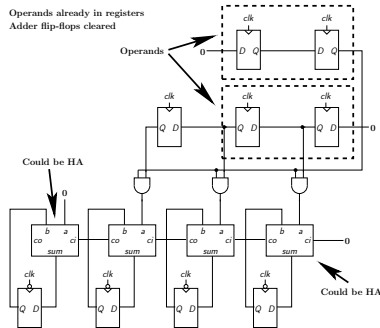 Operands already in registers
Adder flip-flops cleared
clk
clk
Operands
0
D Q
D Q
clk
clk
clk
Q D
Q D
Q D
0
Could be HA
0
b a
b a
b a
b a
co ci
co ci
co ci
co ci
0
sum
sum
sum
sum
clk
clk
clk
clk
Could be HA
Q D
Q D
Q D
Q D